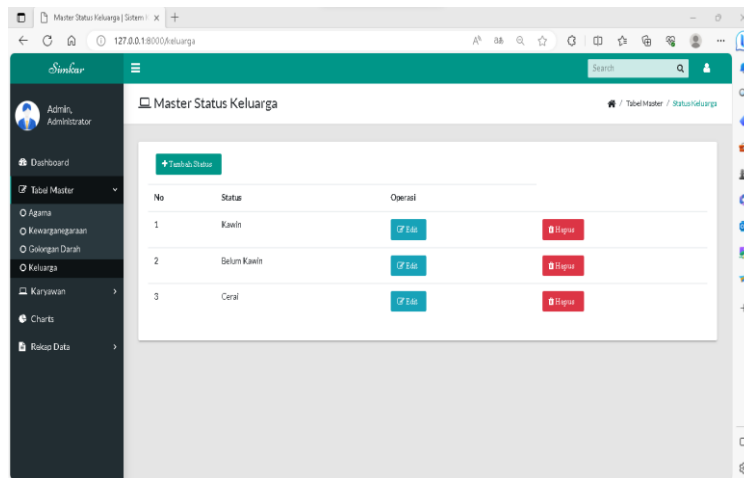 Master Status Keluarga | Sistem
127.0.0.1:8000/keluarga
Simkar
Search
Admin,
Administrator
Master Status Keluarga
/ Tabel Master / Status Keluarga
Dashboard
Tabel Master
Agama
Kewarganegaraan
Golongan Darah
Keluarga
Karyawan
Charts
Rekap Data
+Tambah Status
No Status Operasi
1 Kawin Edit Hapus
2 Belum Kawin Edit Hapus
3 Cerai Edit Hapus